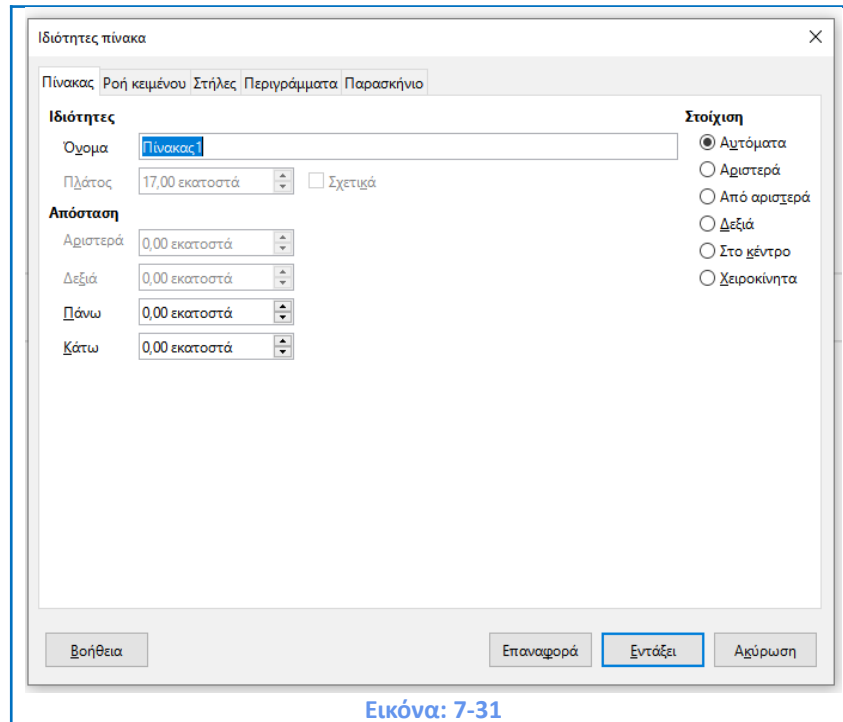 Ιδιότητες πίνακα
Πίνακας Ροή κειμένου Στήλες Περιγράμματα Παρασκήνιο
Ιδιότητες
Όνομα Πίνακας1
Πλάτος 17,00 εκατοστά Σχετικά
Απόσταση
Αριστερά 0,00 εκατοστά
Δεξιά 0,00 εκατοστά
Πάνω 0,00 εκατοστά
Κάτω 0,00 εκατοστά
Στοίχιση
Αυτόματα
Αριστερά
Από αριστερά
Δεξιά
Στο κέντρο
Χειροκίνητα
Βοήθεια Επαναφορά Εντάξει Ακύρωση
Εικόνα: 7-31